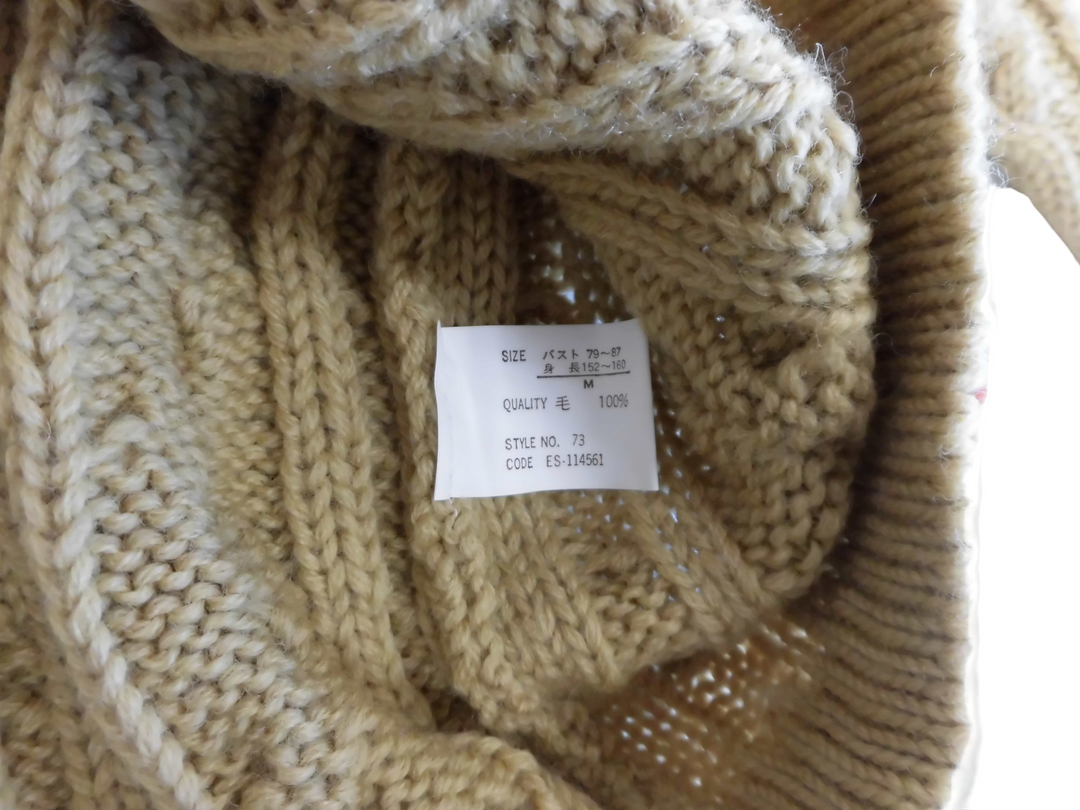 SIZE バスト 79～87
身 長152～160
M
QUALITY 毛 100%
STYLE NO. 73
CODE ES-114561